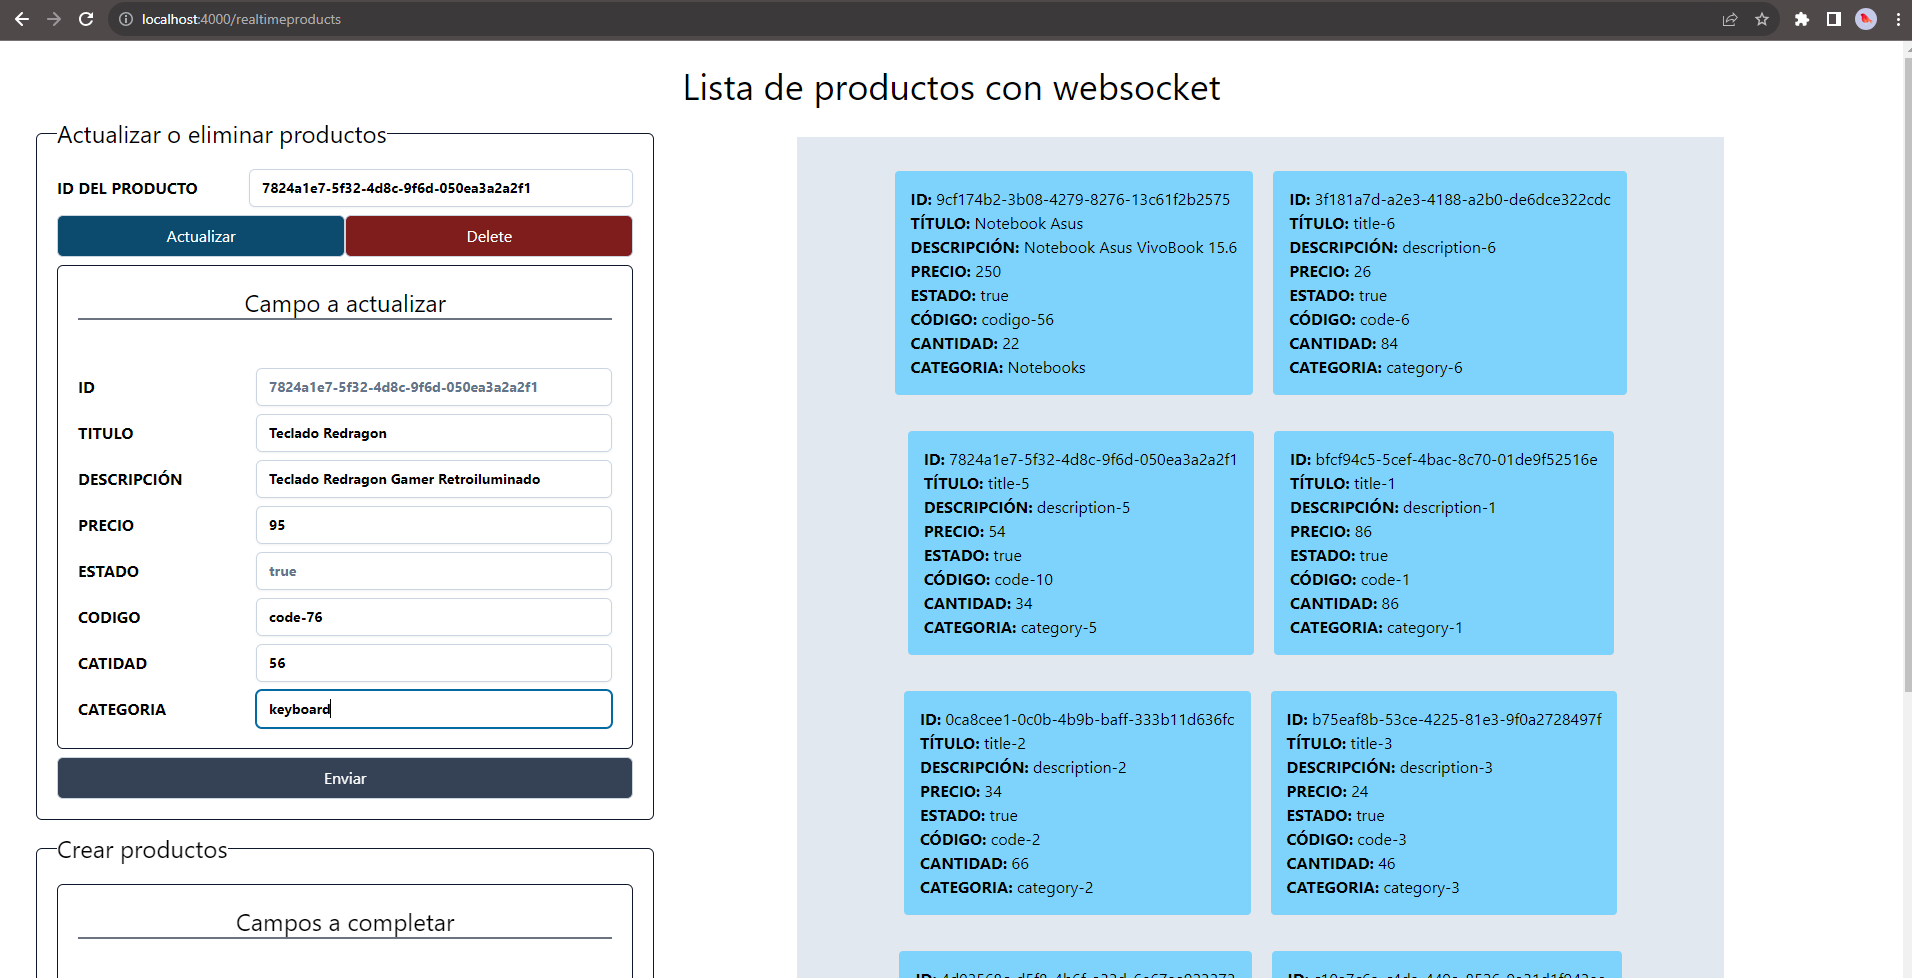 localhost:4000/realtimeproducts
Lista de productos con websocket
Actualizar o eliminar productos
ID DEL PRODUCTO 7824a1e7-5f32-4d8c-9f6d-050ea3a2a2f1
Actualizar Delete
Campo a actualizar
ID 7824a1e7-5f32-4d8c-9f6d-050ea3a2a2f1
TITULO Teclado Redragon
DESCRIPCIÓN Teclado Redragon Gamer Retroiluminado
PRECIO 95
ESTADO true
CODIGO code-76
CATIDAD 56
CATEGORIA keyboard
Enviar
Crear productos
Campos a completar
ID: 9cf174b2-3b08-4279-8276-13c61f2b2575
TÍTULO: Notebook Asus
DESCRIPCIÓN: Notebook Asus VivoBook 15.6
PRECIO: 250
ESTADO: true
CÓDIGO: codigo-56
CANTIDAD: 22
CATEGORIA: Notebooks
ID: 3f181a7d-a2e3-4188-a2b0-de6dce322cdc
TÍTULO: title-6
DESCRIPCIÓN: description-6
PRECIO: 26
ESTADO: true
CÓDIGO: code-6
CANTIDAD: 84
CATEGORIA: category-6
ID: 7824a1e7-5f32-4d8c-9f6d-050ea3a2a2f1
TÍTULO: title-5
DESCRIPCIÓN: description-5
PRECIO: 54
ESTADO: true
CÓDIGO: code-10
CANTIDAD: 34
CATEGORIA: category-5
ID: bfcf94c5-5cef-4bac-8c70-01de9f52516e
TÍTULO: title-1
DESCRIPCIÓN: description-1
PRECIO: 86
ESTADO: true
CÓDIGO: code-1
CANTIDAD: 86
CATEGORIA: category-1
ID: 0ca8cee1-0c0b-4b9b-baff-333b11d636fc
TÍTULO: title-2
DESCRIPCIÓN: description-2
PRECIO: 34
ESTADO: true
CÓDIGO: code-2
CANTIDAD: 66
CATEGORIA: category-2
ID: b75eaf8b-53ce-4225-81e3-9f0a2728497f
TÍTULO: title-3
DESCRIPCIÓN: description-3
PRECIO: 24
ESTADO: true
CÓDIGO: code-3
CANTIDAD: 46
CATEGORIA: category-3